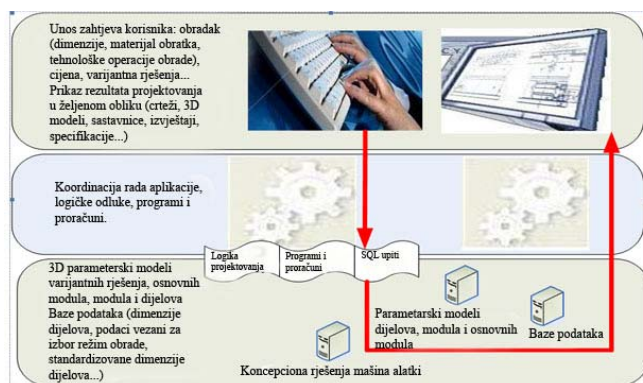 Unos zahtjeva korisnika: obradak
(dimenzije, materijal obratka,
tehnološke operacije obrade),
cijena, varijantna rješenja...
Prikaz rezultata projektovanja
u željenom obliku (crteži, 3D
modeli, sastavnice, izvještaji,
specifikacije...)
Koordinacija rada aplikacije,
logičke odluke, programi i
proračuni.
Logika
projektovanja
Programi i
proračuni
SQL upiti
3D parameterski modeli
varijantnih rješenja, osnovnih
modula, modula i dijelova
Baze podataka (dimenzije
dijelova, podaci vezani za
izbor režim obrade,
standardizovane dimenzije
dijelova...)
Parametarski modeli
dijelova, modula i osnovnih
modula
Baze podataka
Koncepciona rješenja mašina alatki